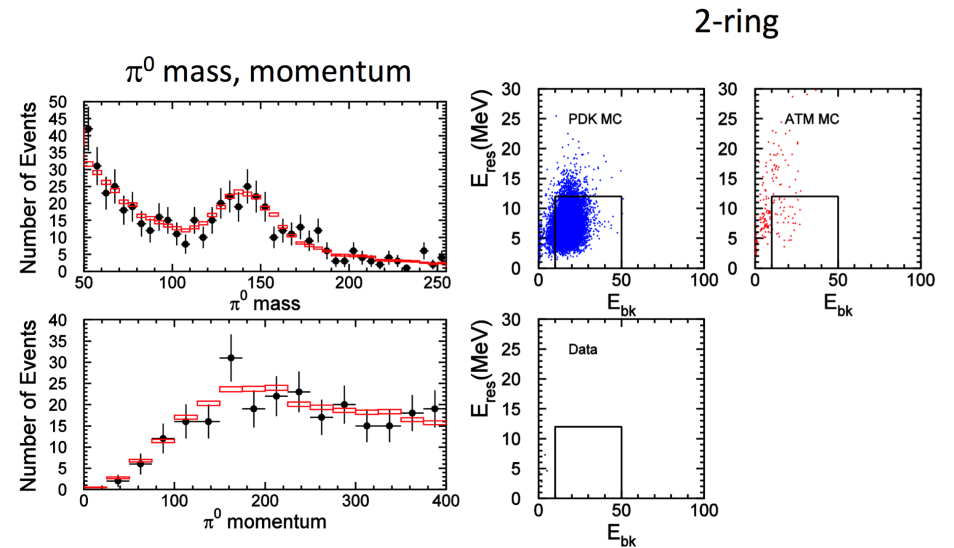 2-ring
π⁰ mass, momentum
Number of Events
50
45
40
35
30
25
20
15
10
5
0
50 100 150 200 250
π⁰ mass
Number of Events
40
35
30
25
20
15
10
5
0
0 100 200 300 400
π⁰ momentum
E_res(MeV)
30
25
20
15
10
5
0
PDK MC
0 50 100
E_bk
E_res(MeV)
30
25
20
15
10
5
0
ATM MC
0 50 100
E_bk
E_res(MeV)
30
25
20
15
10
5
0
Data
0 50 100
E_bk